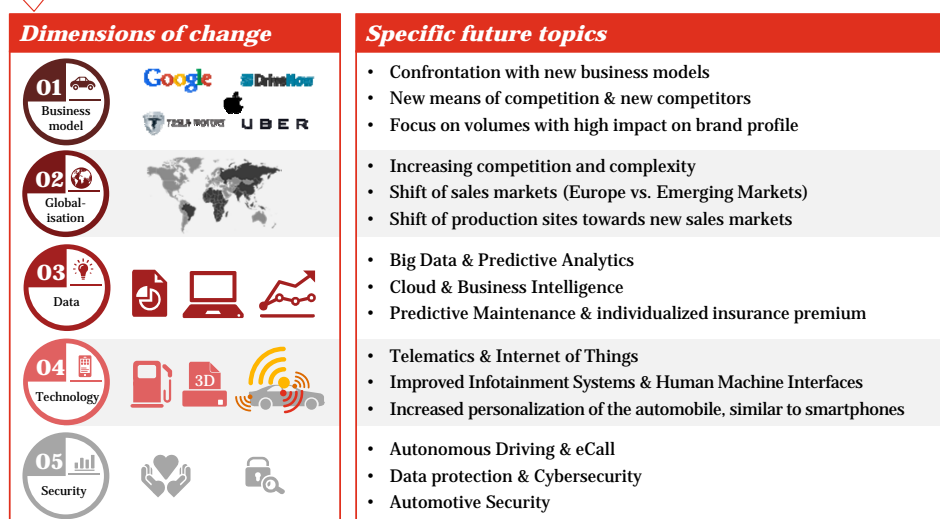 Dimensions of change
Specific future topics
01
Business
model
Google
DriveNow
TESLA MOTORS
UBER
• Confrontation with new business models
• New means of competition & new competitors
• Focus on volumes with high impact on brand profile
02
Global-
isation
• Increasing competition and complexity
• Shift of sales markets (Europe vs. Emerging Markets)
• Shift of production sites towards new sales markets
03
Data
• Big Data & Predictive Analytics
• Cloud & Business Intelligence
• Predictive Maintenance & individualized insurance premium
04
Technology
3D
• Telematics & Internet of Things
• Improved Infotainment Systems & Human Machine Interfaces
• Increased personalization of the automobile, similar to smartphones
05
Security
• Autonomous Driving & eCall
• Data protection & Cybersecurity
• Automotive Security